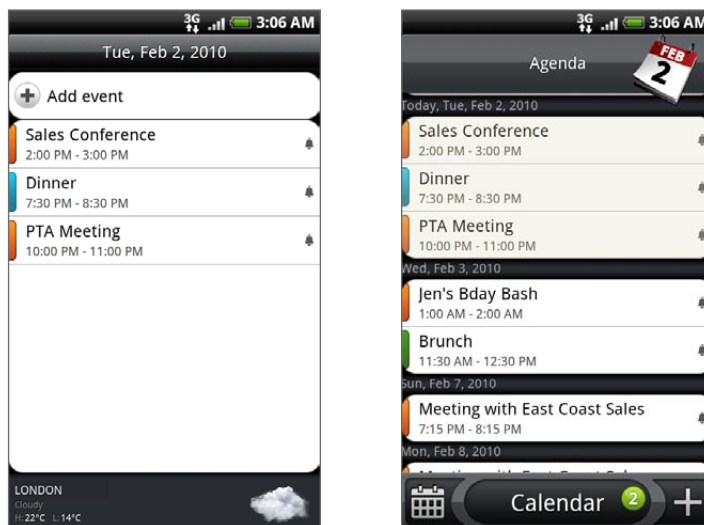 3G 3:06 AM
Tue, Feb 2, 2010
Add event
Sales Conference
2:00 PM - 3:00 PM
Dinner
7:30 PM - 8:30 PM
PTA Meeting
10:00 PM - 11:00 PM
LONDON
Cloudy
H: 22°C L: 14°C
3G 3:06 AM
Agenda
FEB
2
Today, Tue, Feb 2, 2010
Sales Conference
2:00 PM - 3:00 PM
Dinner
7:30 PM - 8:30 PM
PTA Meeting
10:00 PM - 11:00 PM
Wed, Feb 3, 2010
Jen's Bday Bash
1:00 AM - 2:00 AM
Brunch
11:30 AM - 12:30 PM
Sun, Feb 7, 2010
Meeting with East Coast Sales
7:15 PM - 8:15 PM
Mon, Feb 8, 2010
Calendar 2